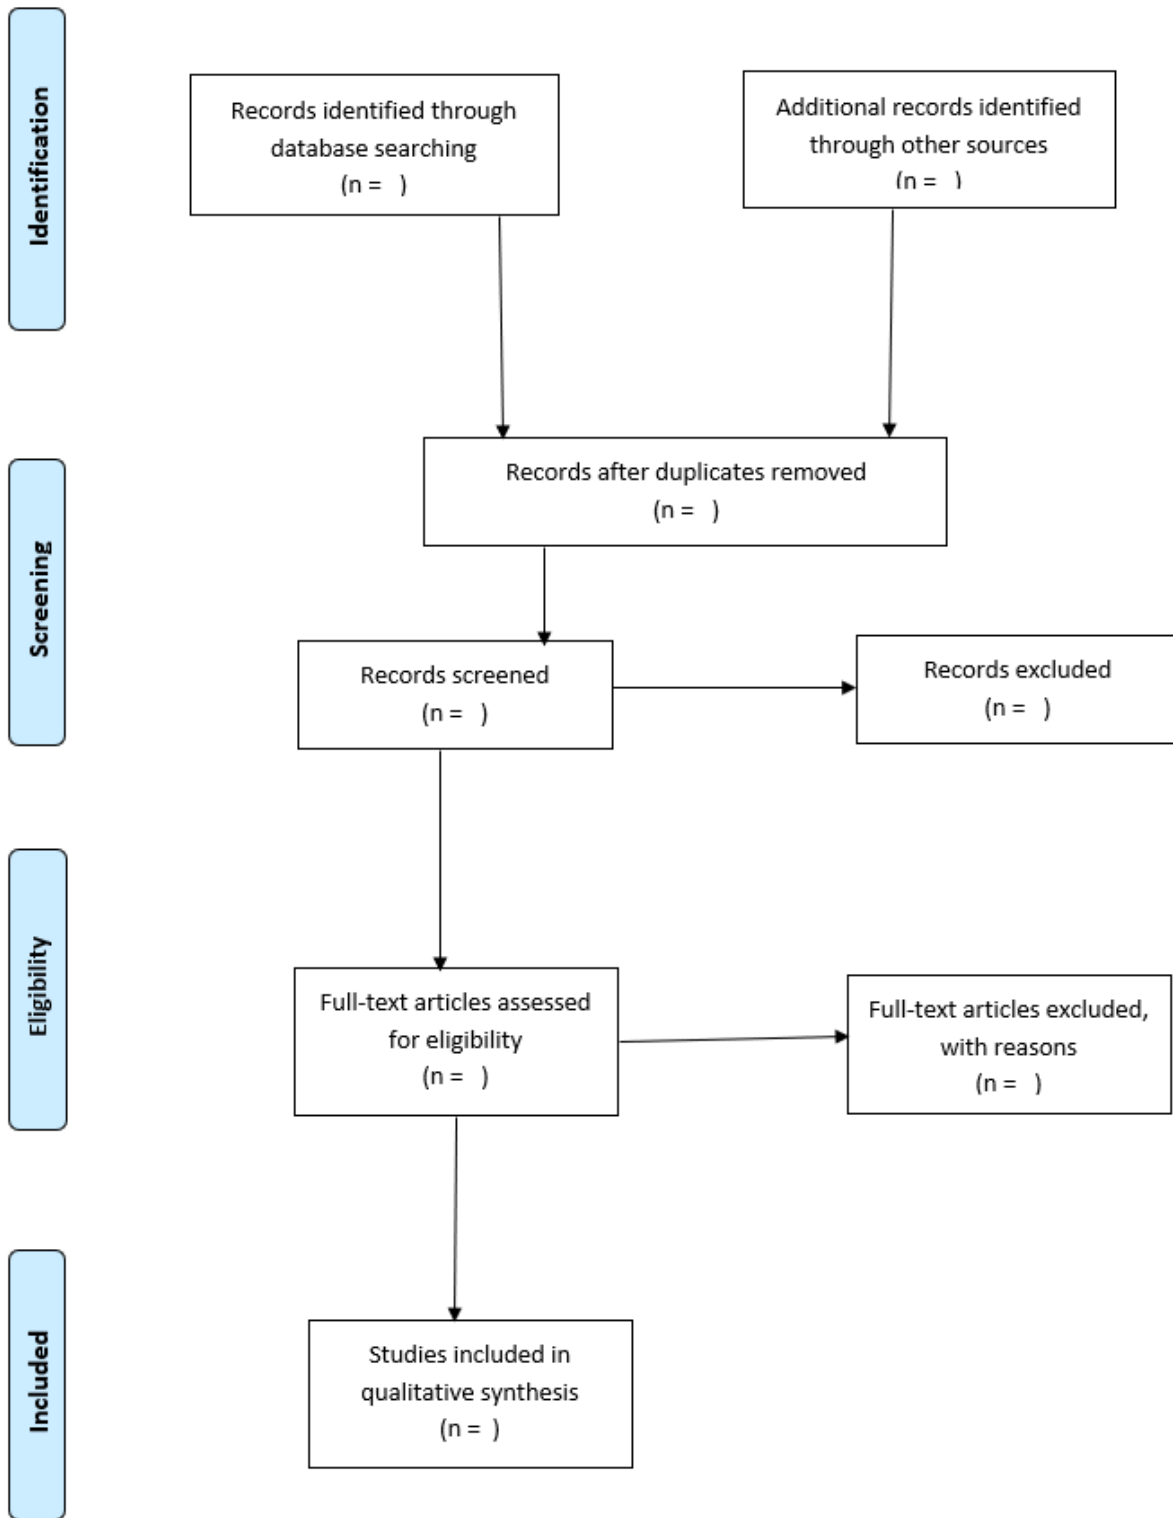 Identification
Records identified through
database searching
(n =   )
Additional records identified
through other sources
(n =   )
Screening
Records after duplicates removed
(n =   )
Records screened
(n =   )
Records excluded
(n =   )
Eligibility
Full-text articles assessed
for eligibility
(n =   )
Full-text articles excluded,
with reasons
(n =   )
Included
Studies included in
qualitative synthesis
(n =  )